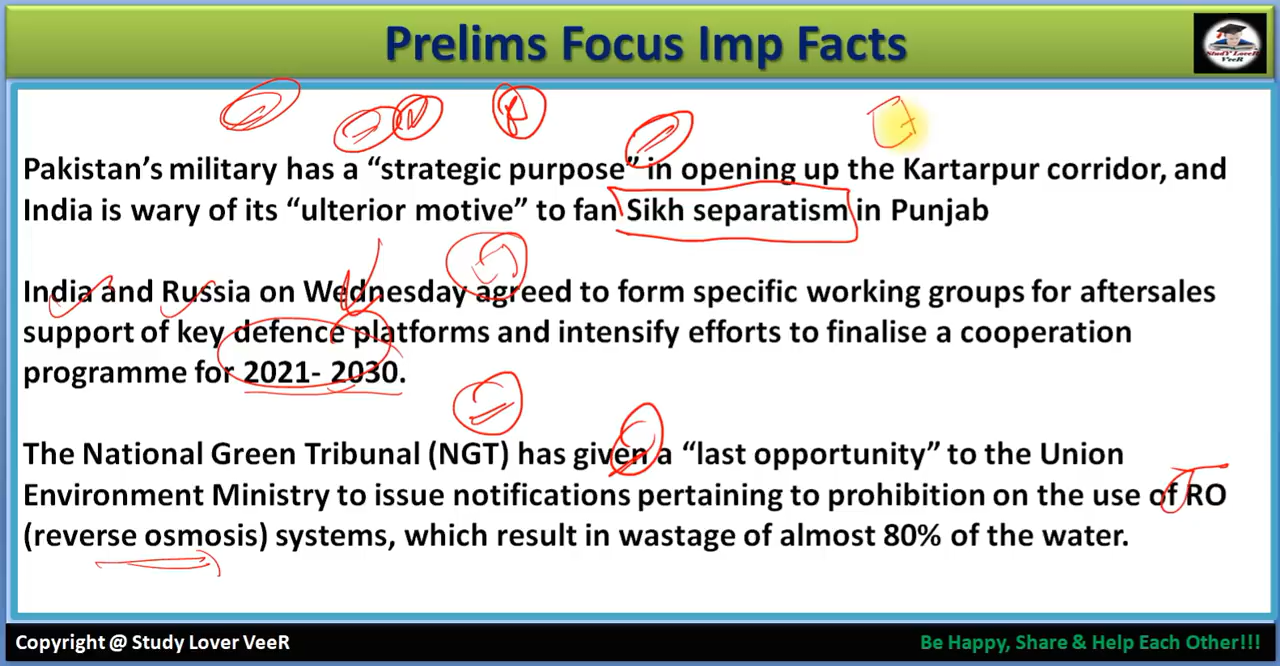 Prelims Focus Imp Facts
StudY LoveR
VeeR
Pakistan’s military has a “strategic purpose” in opening up the Kartarpur corridor, and
India is wary of its “ulterior motive” to fan Sikh separatism in Punjab
India and Russia on Wednesday agreed to form specific working groups for aftersales
support of key defence platforms and intensify efforts to finalise a cooperation
programme for 2021- 2030.
The National Green Tribunal (NGT) has given a “last opportunity” to the Union
Environment Ministry to issue notifications pertaining to prohibition on the use of RO
(reverse osmosis) systems, which result in wastage of almost 80% of the water.
Copyright @ Study Lover VeeR
Be Happy, Share & Help Each Other!!!